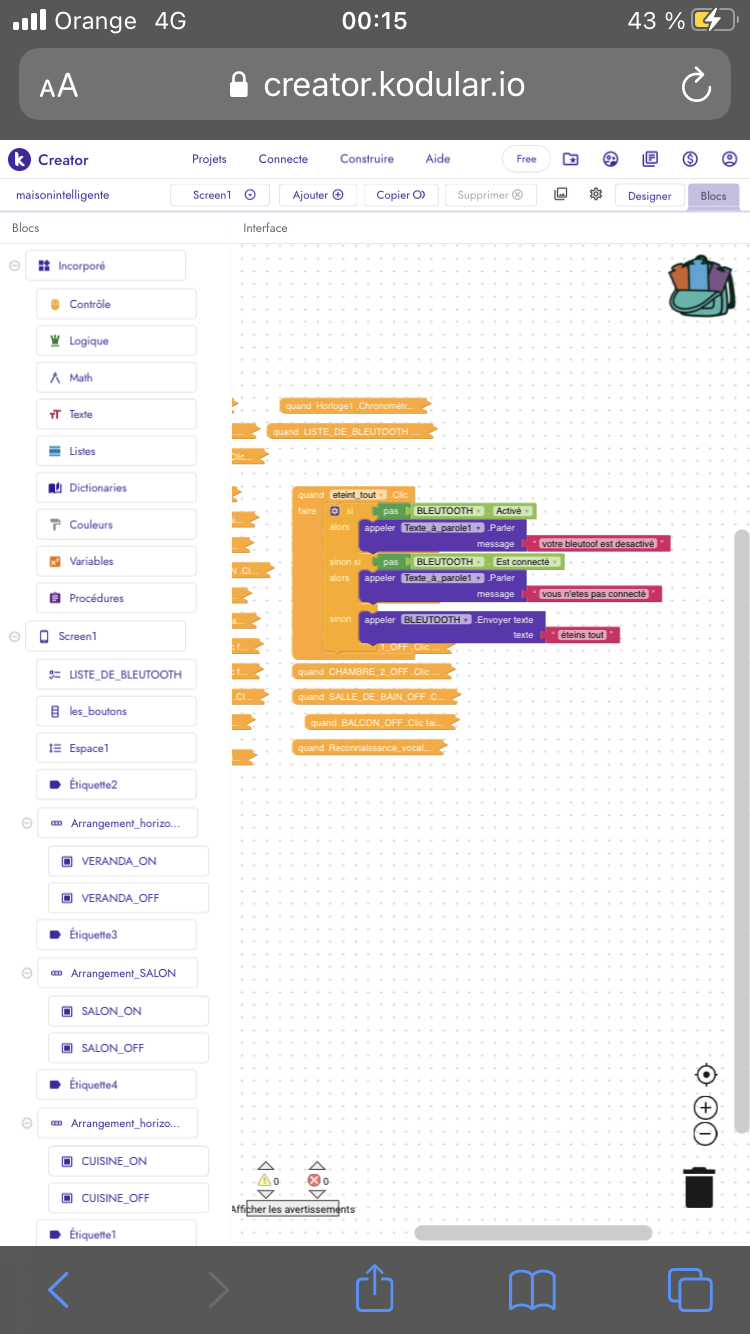 Orange 4G 00:15 43 %
AA creator.kodular.io
Creator Projets Connecte Construire Aide Free
maisonintelligente Screen1 Ajouter Copier Supprimer Designer Blocs
Blocs Interface
Incorporé
Contrôle
Logique
Math
Texte
Listes
Dictionaries
Couleurs
Variables
Procédures
Screen1
LISTE_DE_BLEUTOOTH
les_boutons
Espace1
Étiquette2
Arrangement_horizo...
VERANDA_ON
VERANDA_OFF
Étiquette3
Arrangement_SALON
SALON_ON
SALON_OFF
Étiquette4
Arrangement_horizo...
CUISINE_ON
CUISINE_OFF
Étiquette1
quand Horloge1 .Chronomètr...
quand LISTE_DE_BLEUTOOTH ....
quand eteint_tout .Clic
faire si pas BLEUTOOTH . Activé
alors appeler Texte_à_parole1 .Parler
message " votre bleutoof est desactivé "
sinon si pas BLEUTOOTH . Est connecté
alors appeler Texte_à_parole1 .Parler
message " vous n'etes pas connecté "
sinon appeler BLEUTOOTH .Envoyer texte
texte " éteins tout "
1_OFF .Clic ...
quand CHAMBRE_2_OFF .Clic ...
quand SALLE_DE_BAIN_OFF .C...
quand BALCON_OFF .Clic fai...
quand Reconnaissance_vocal...
0 0
Afficher les avertissements